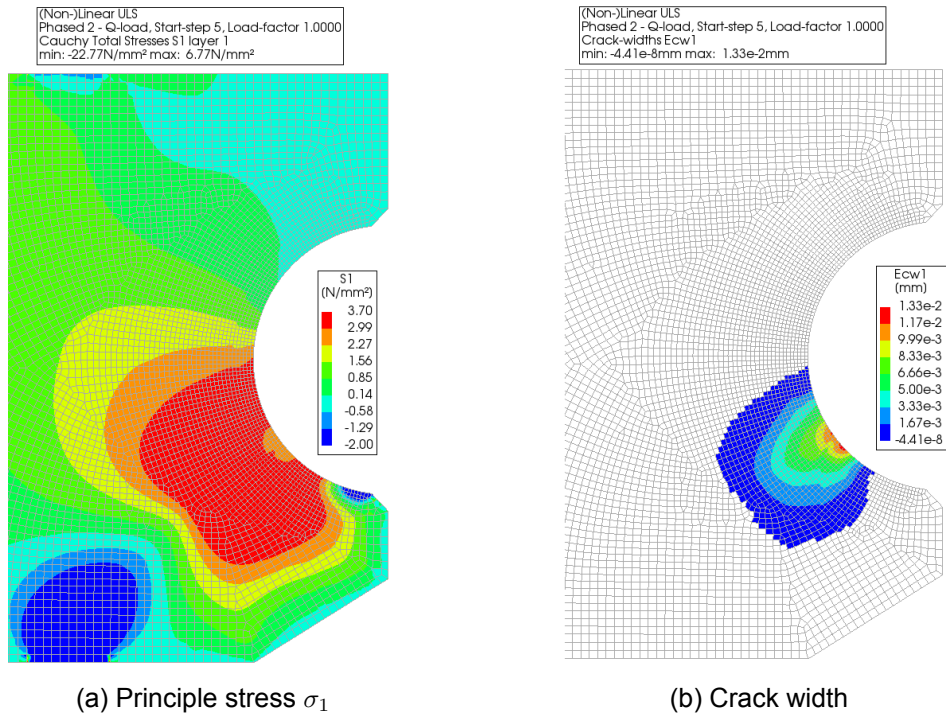 (Non-)Linear ULS
Phased 2 - Q-load, Start-step 5, Load-factor 1.0000
Cauchy Total Stresses S1 layer 1
min: -22.77N/mm² max: 6.77N/mm²
S1
(N/mm²)
3.70
2.99
2.27
1.56
0.85
0.14
-0.58
-1.29
-2.00
(a) Principle stress σ₁
(Non-)Linear ULS
Phased 2 - Q-load, Start-step 5, Load-factor 1.0000
Crack-widths Ecw1
min: -4.41e-8mm max: 1.33e-2mm
Ecw1
(mm)
1.33e-2
1.17e-2
9.99e-3
8.33e-3
6.66e-3
5.00e-3
3.33e-3
1.67e-3
-4.41e-8
(b) Crack width